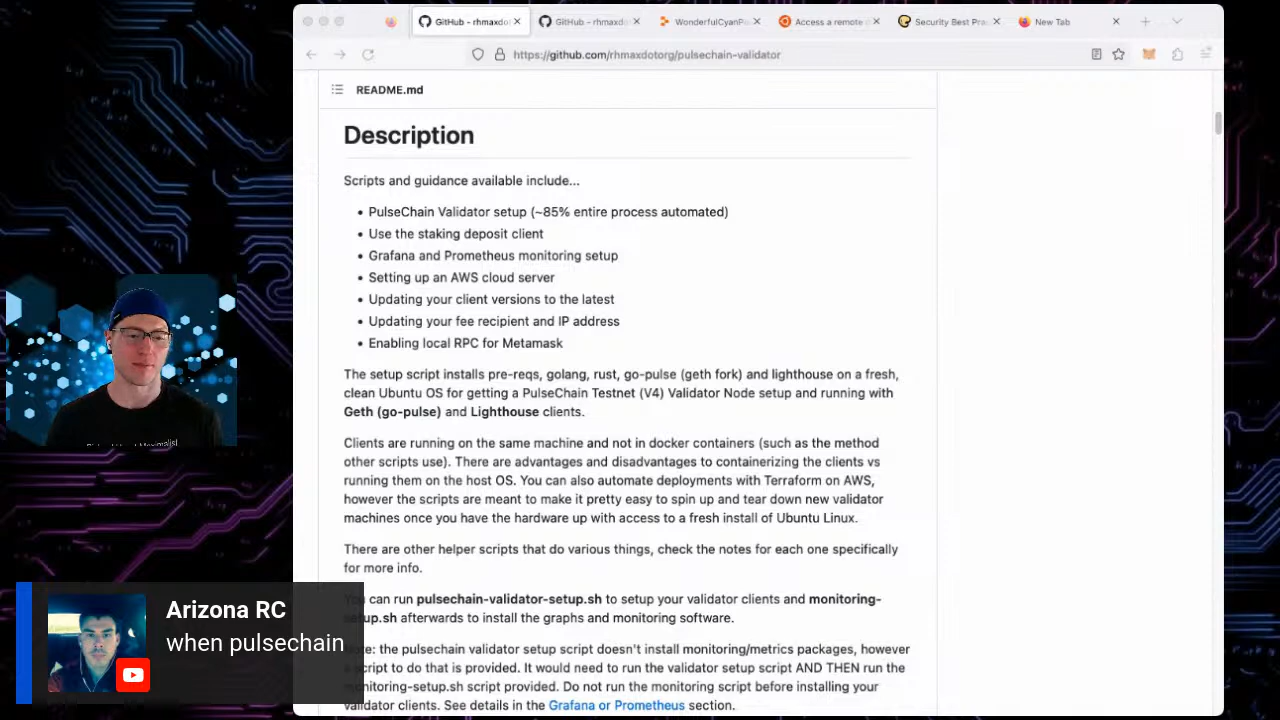 GitHub - rhmaxdot
GitHub - rhmaxdot
WonderfulCyanPa
Access a remote
Security Best Pra
New Tab
https://github.com/rhmaxdotorg/pulsechain-validator
README.md
Description
Scripts and guidance available include...
• PulseChain Validator setup (~85% entire process automated)
• Use the staking deposit client
• Grafana and Prometheus monitoring setup
• Setting up an AWS cloud server
• Updating your client versions to the latest
• Updating your fee recipient and IP address
• Enabling local RPC for Metamask
The setup script installs pre-reqs, golang, rust, go-pulse (geth fork) and lighthouse on a fresh,
clean Ubuntu OS for getting a PulseChain Testnet (V4) Validator Node setup and running with
Geth (go-pulse) and Lighthouse clients.
Clients are running on the same machine and not in docker containers (such as the method
other scripts use). There are advantages and disadvantages to containerizing the clients vs
running them on the host OS. You can also automate deployments with Terraform on AWS,
however the scripts are meant to make it pretty easy to spin up and tear down new validator
machines once you have the hardware up with access to a fresh install of Ubuntu Linux.
There are other helper scripts that do various things, check the notes for each one specifically
for more info.
You can run pulsechain-validator-setup.sh to setup your validator clients and monitoring-
setup.sh afterwards to install the graphs and monitoring software.
Note: the pulsechain validator setup script doesn't install monitoring/metrics packages, however
a script to do that is provided. It would need to run the validator setup script AND THEN run the
monitoring-setup.sh script provided. Do not run the monitoring script before installing your
validator clients. See details in the Grafana or Prometheus section.
Arizona RC
when pulsechain